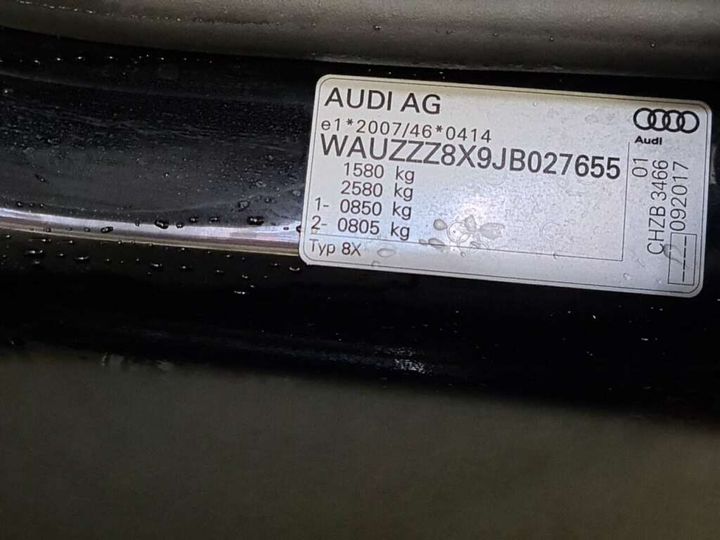 AUDI AG
e1*2007/46*0414
WAUZZZ8X9JB027655
1580 kg
2580 kg
1- 0850 kg
2- 0805 kg
Typ 8X
Audi
01
CHZB 3466
092017